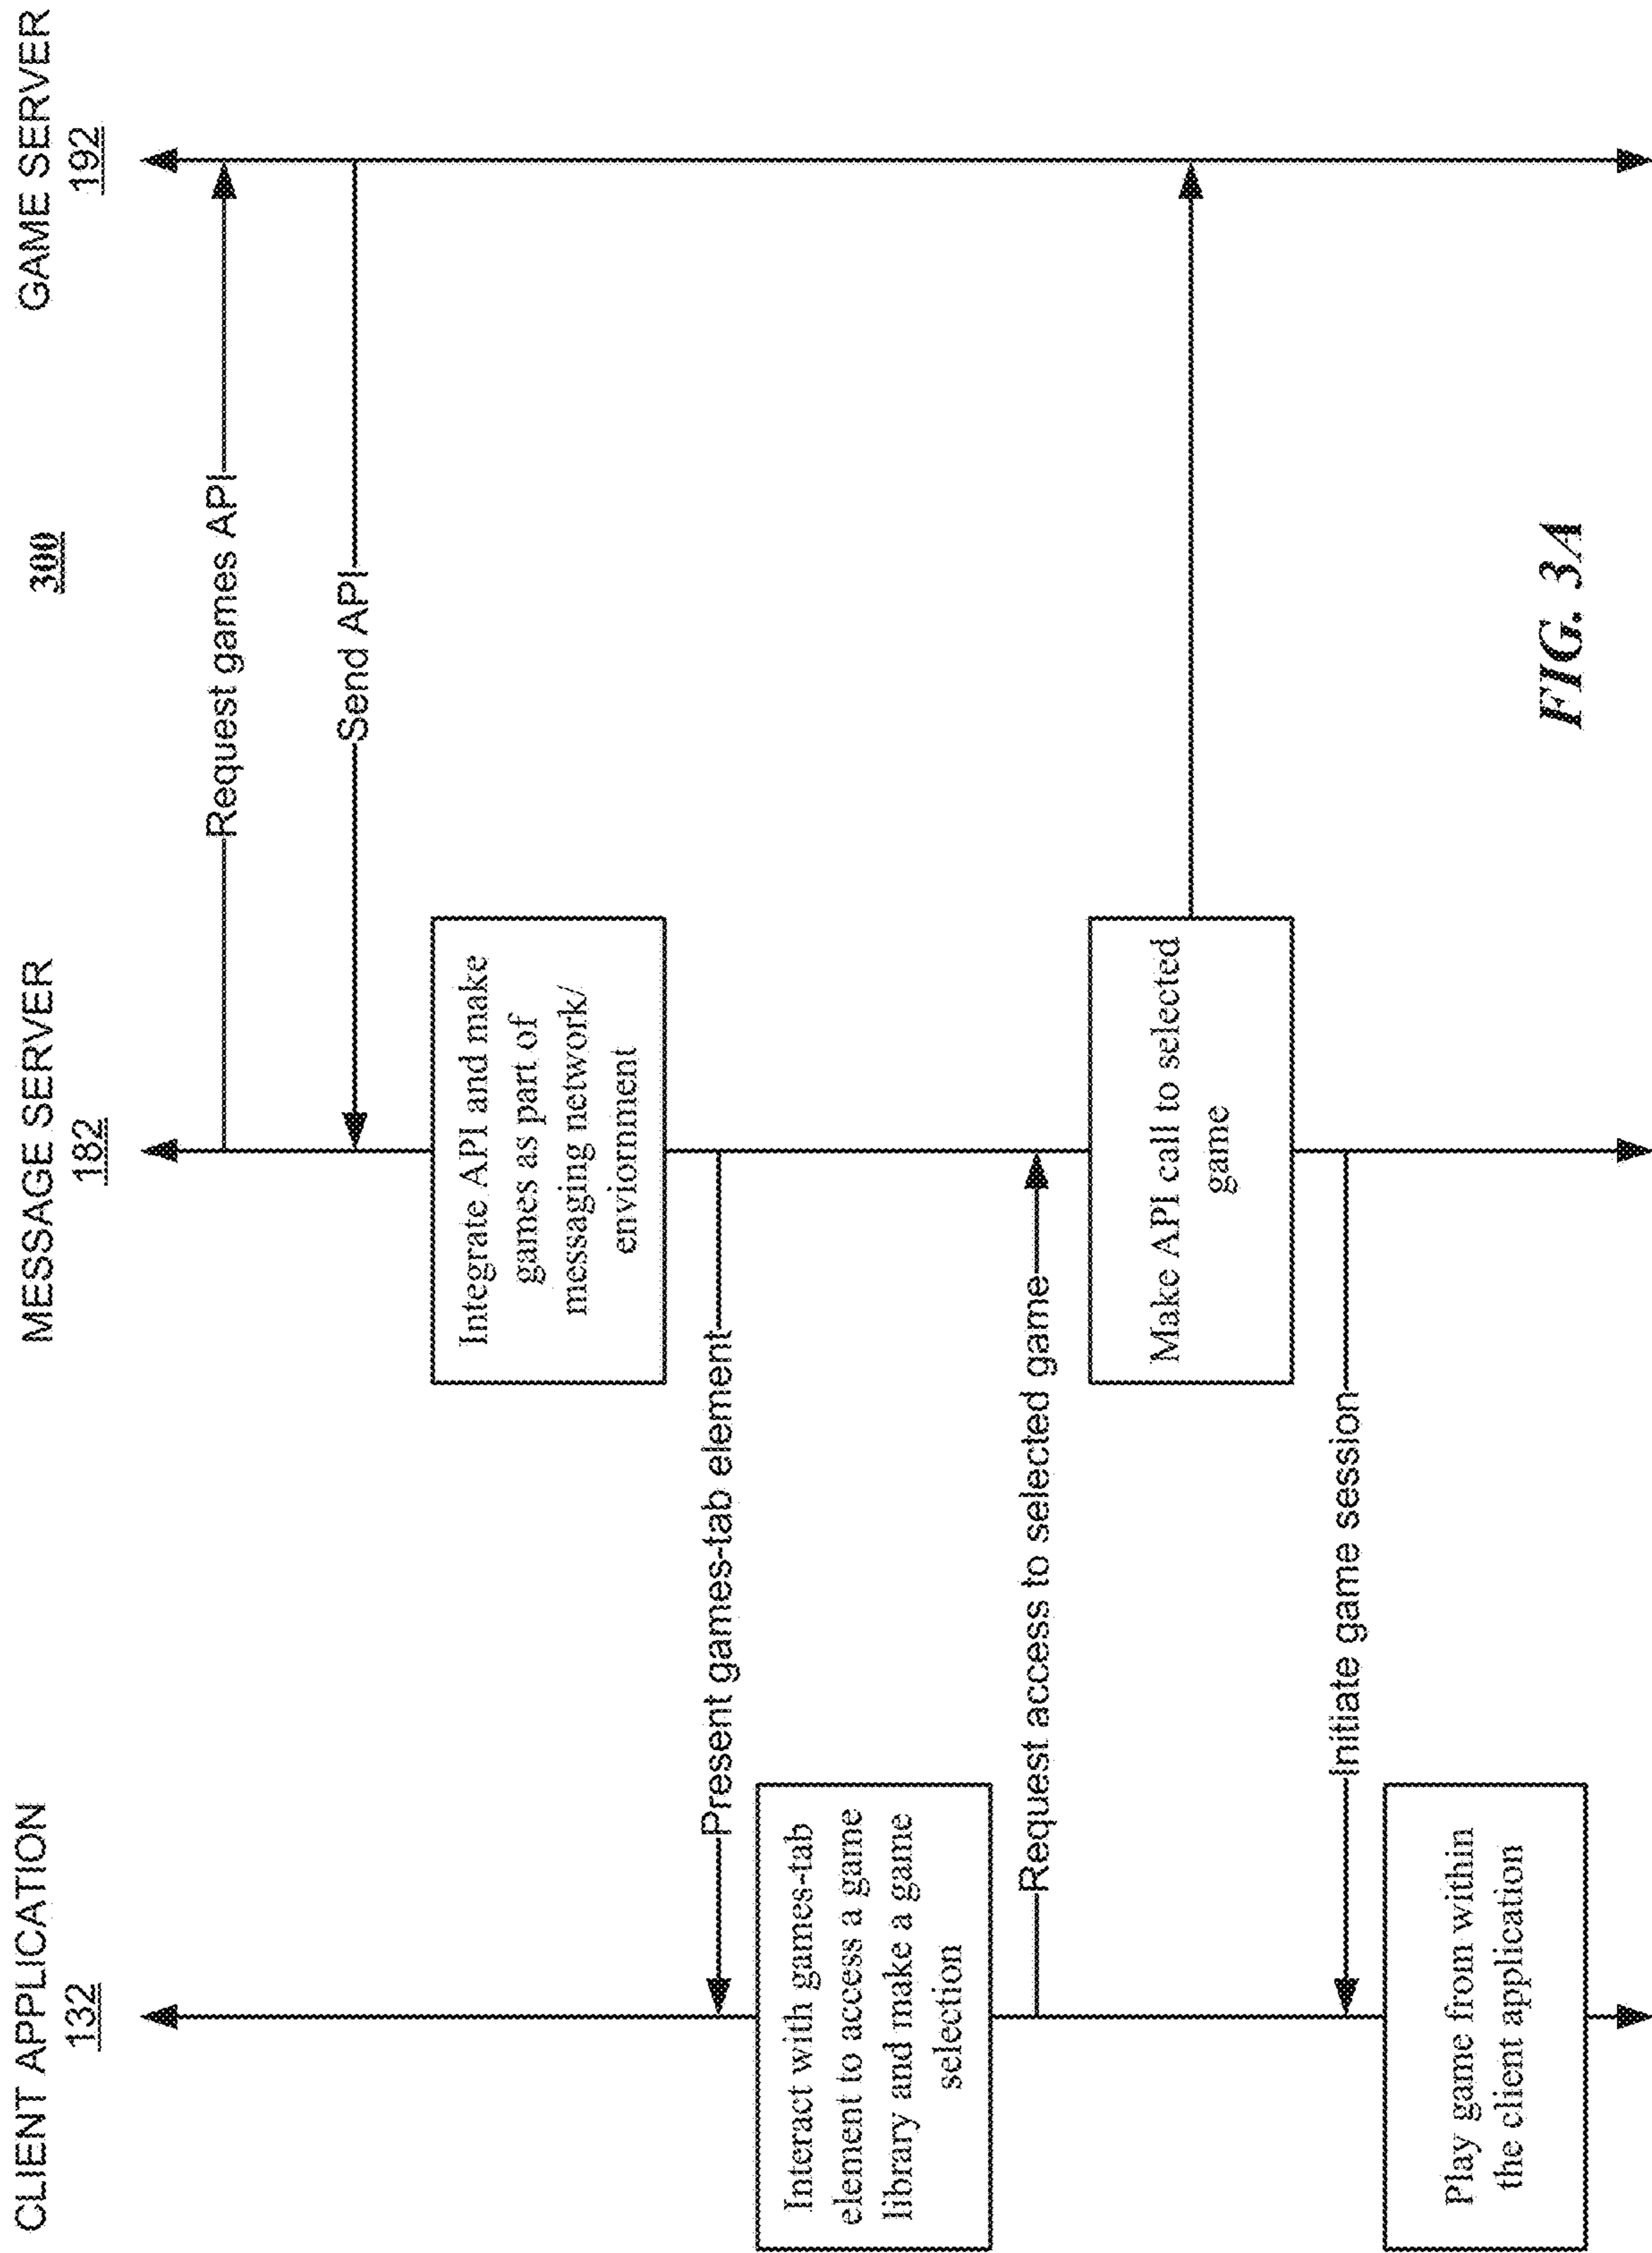 300
CLIENT APPLICATION
132
MESSAGE SERVER
182
GAME SERVER
192
Request games API
Send API
Integrate API and make
games as part of
messaging network/
enviornment
Present games-tab element
Interact with games-tab
element to access a game
library and make a game
selection
Request access to selected game
Make API call to selected
game
Initiate game session
Play game from within
the client application
FIG. 3A